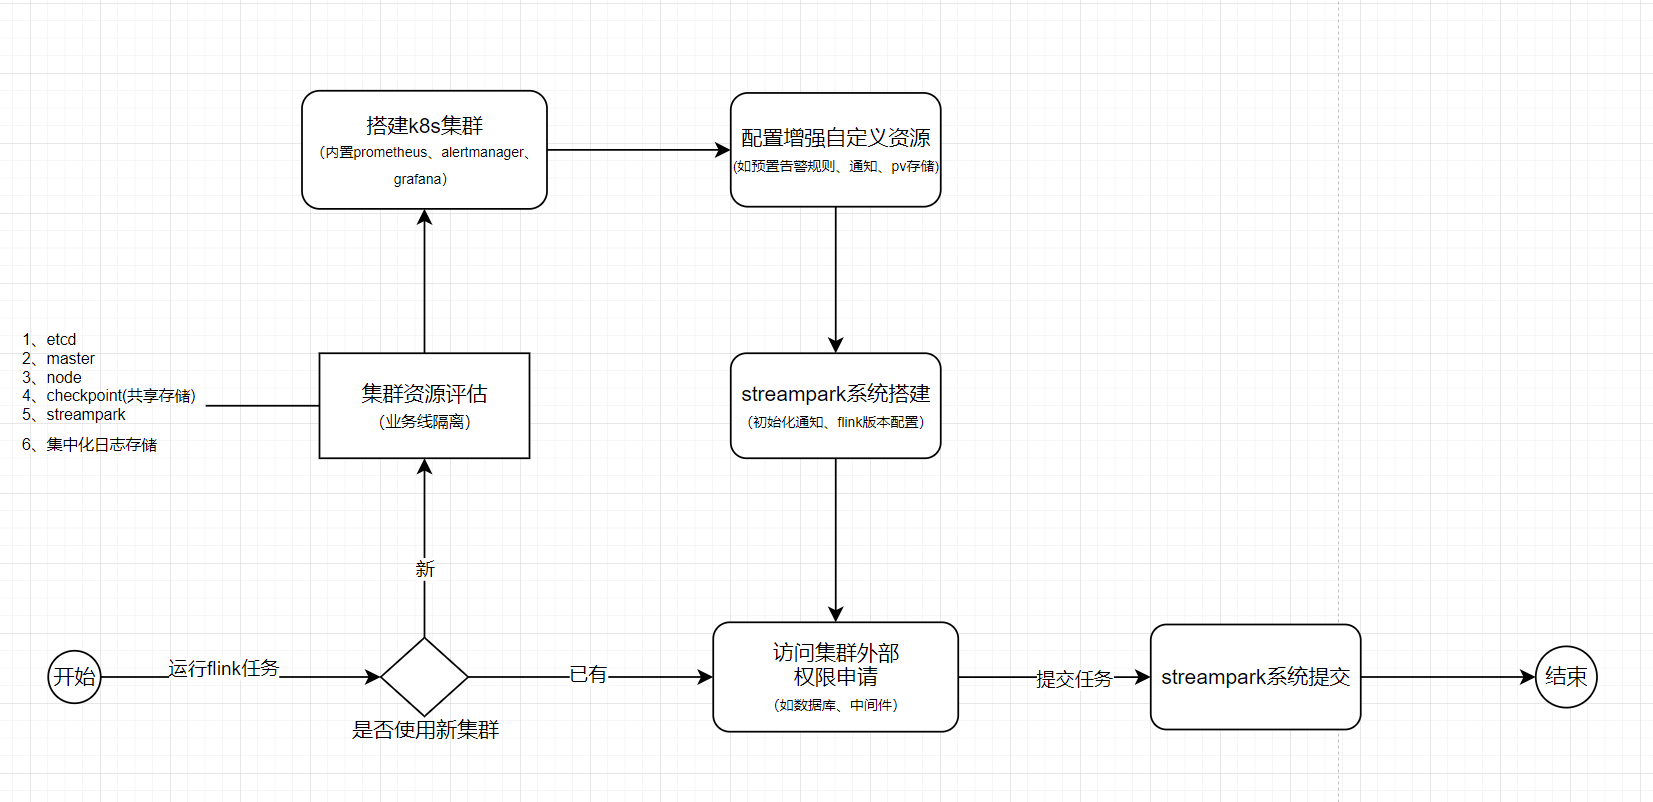 搭建k8s集群
（内置prometheus、alertmanager、
grafana）
配置增强自定义资源
(如预置告警规则、通知、pv存储)
1、etcd
2、master
3、node
4、checkpoint(共享存储)
5、streampark
6、集中化日志存储
集群资源评估
（业务线隔离）
streampark系统搭建
（初始化通知、flink版本配置）
新
开始
运行flink任务
是否使用新集群
已有
访问集群外部
权限申请
（如数据库、中间件）
提交任务
streampark系统提交
结束